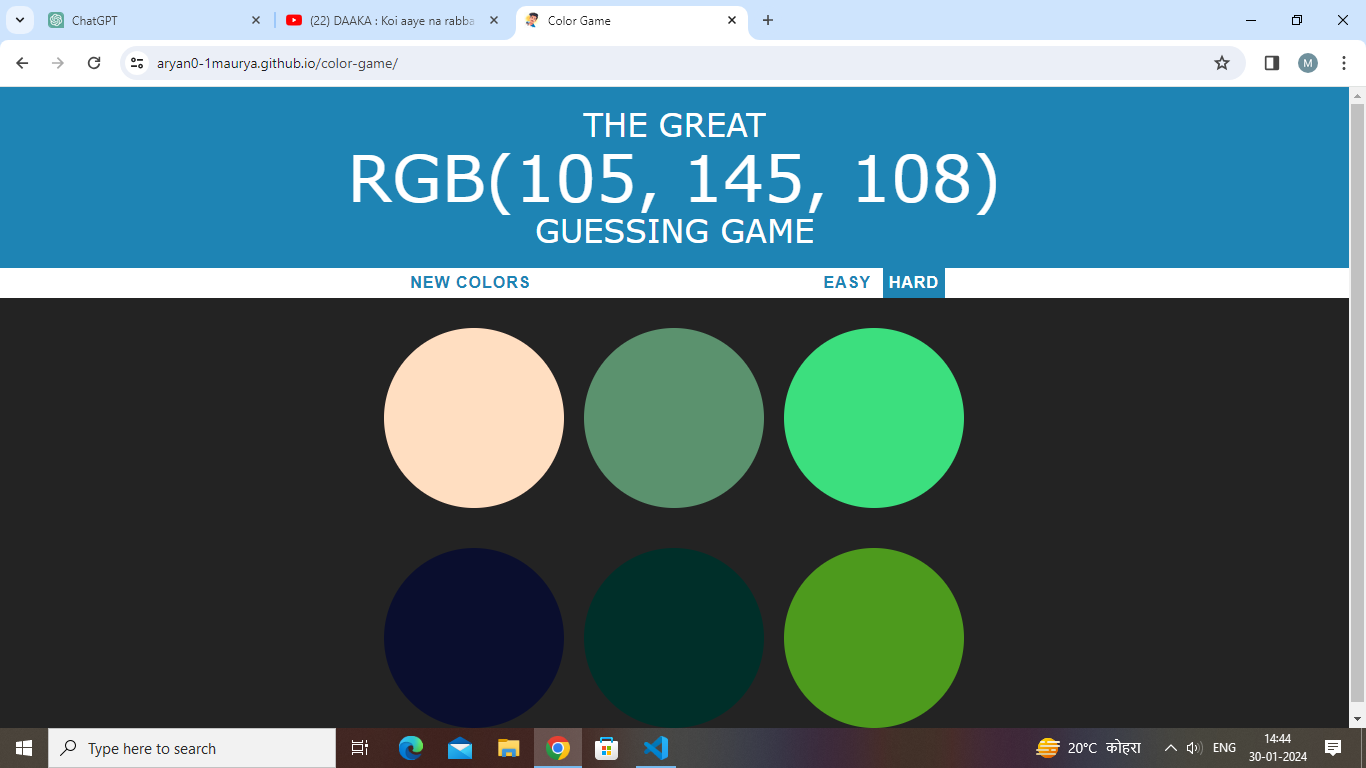 ChatGPT
(22) DAAKA : Koi aaye na rabba
Color Game
aryan0-1maurya.github.io/color-game/
M
THE GREAT
RGB(105, 145, 108)
GUESSING GAME
NEW COLORS
EASY
HARD
Type here to search
20°C कोहरा
ENG
14:44
30-01-2024